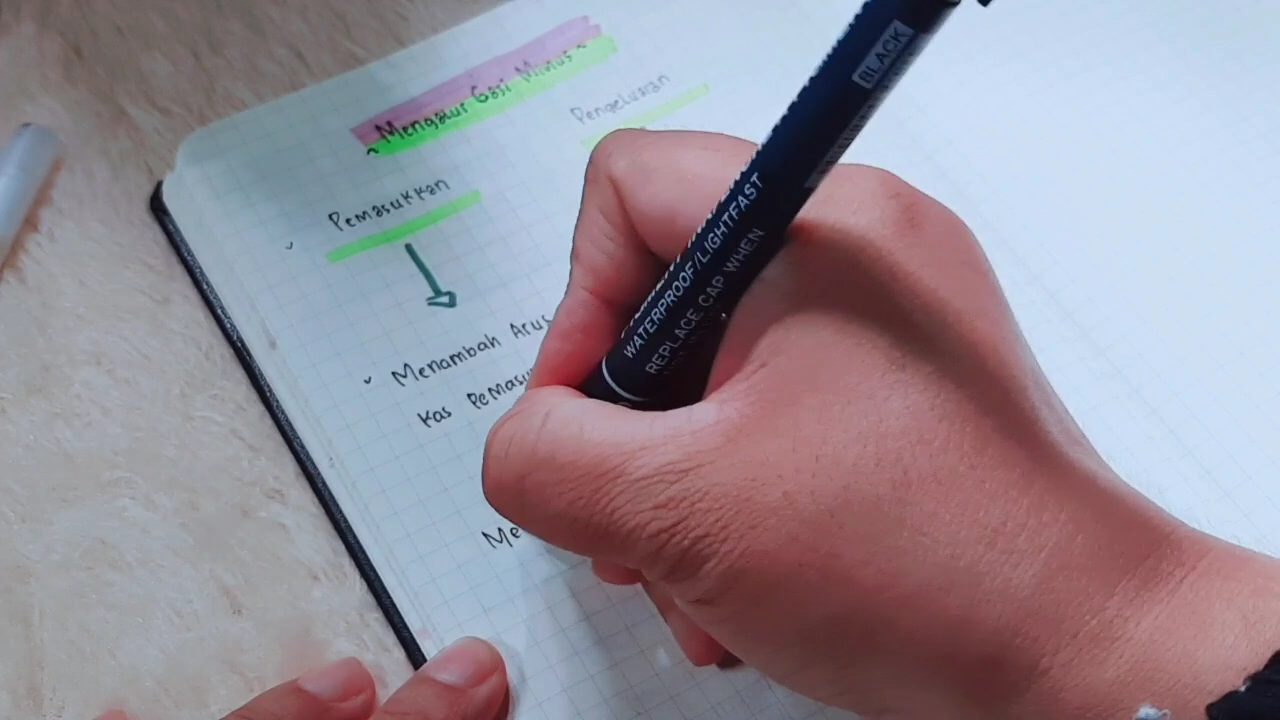 ~ Mengatur Gaji Minus ~
Pemasukkan
Pengeluaran
Menambah Arus
Kas Pemasu
Me
BLACK
WATERPROOF/LIGHTFAST
REPLACE CAP WHEN